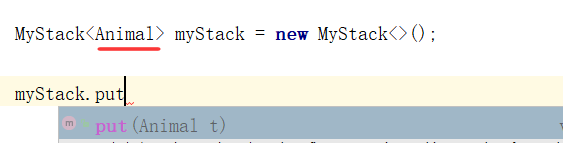 MyStack<Animal> myStack = new MyStack<>();
myStack.put
m put(Animal t)